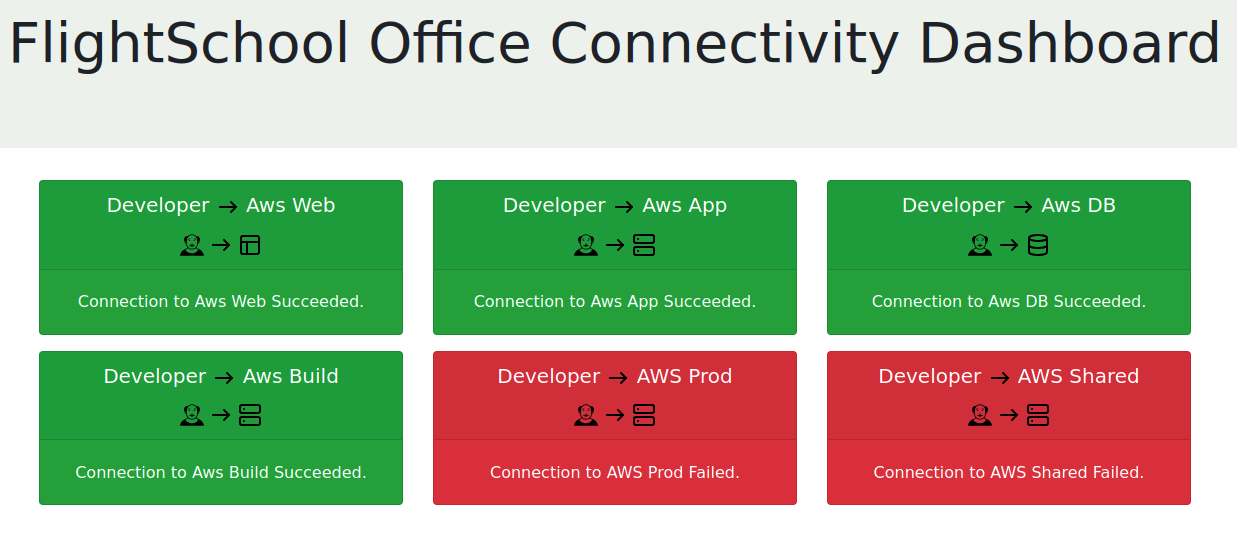 FlightSchool Office Connectivity Dashboard
Developer → Aws Web
Connection to Aws Web Succeeded.
Developer → Aws App
Connection to Aws App Succeeded.
Developer → Aws DB
Connection to Aws DB Succeeded.
Developer → Aws Build
Connection to Aws Build Succeeded.
Developer → AWS Prod
Connection to AWS Prod Failed.
Developer → AWS Shared
Connection to AWS Shared Failed.